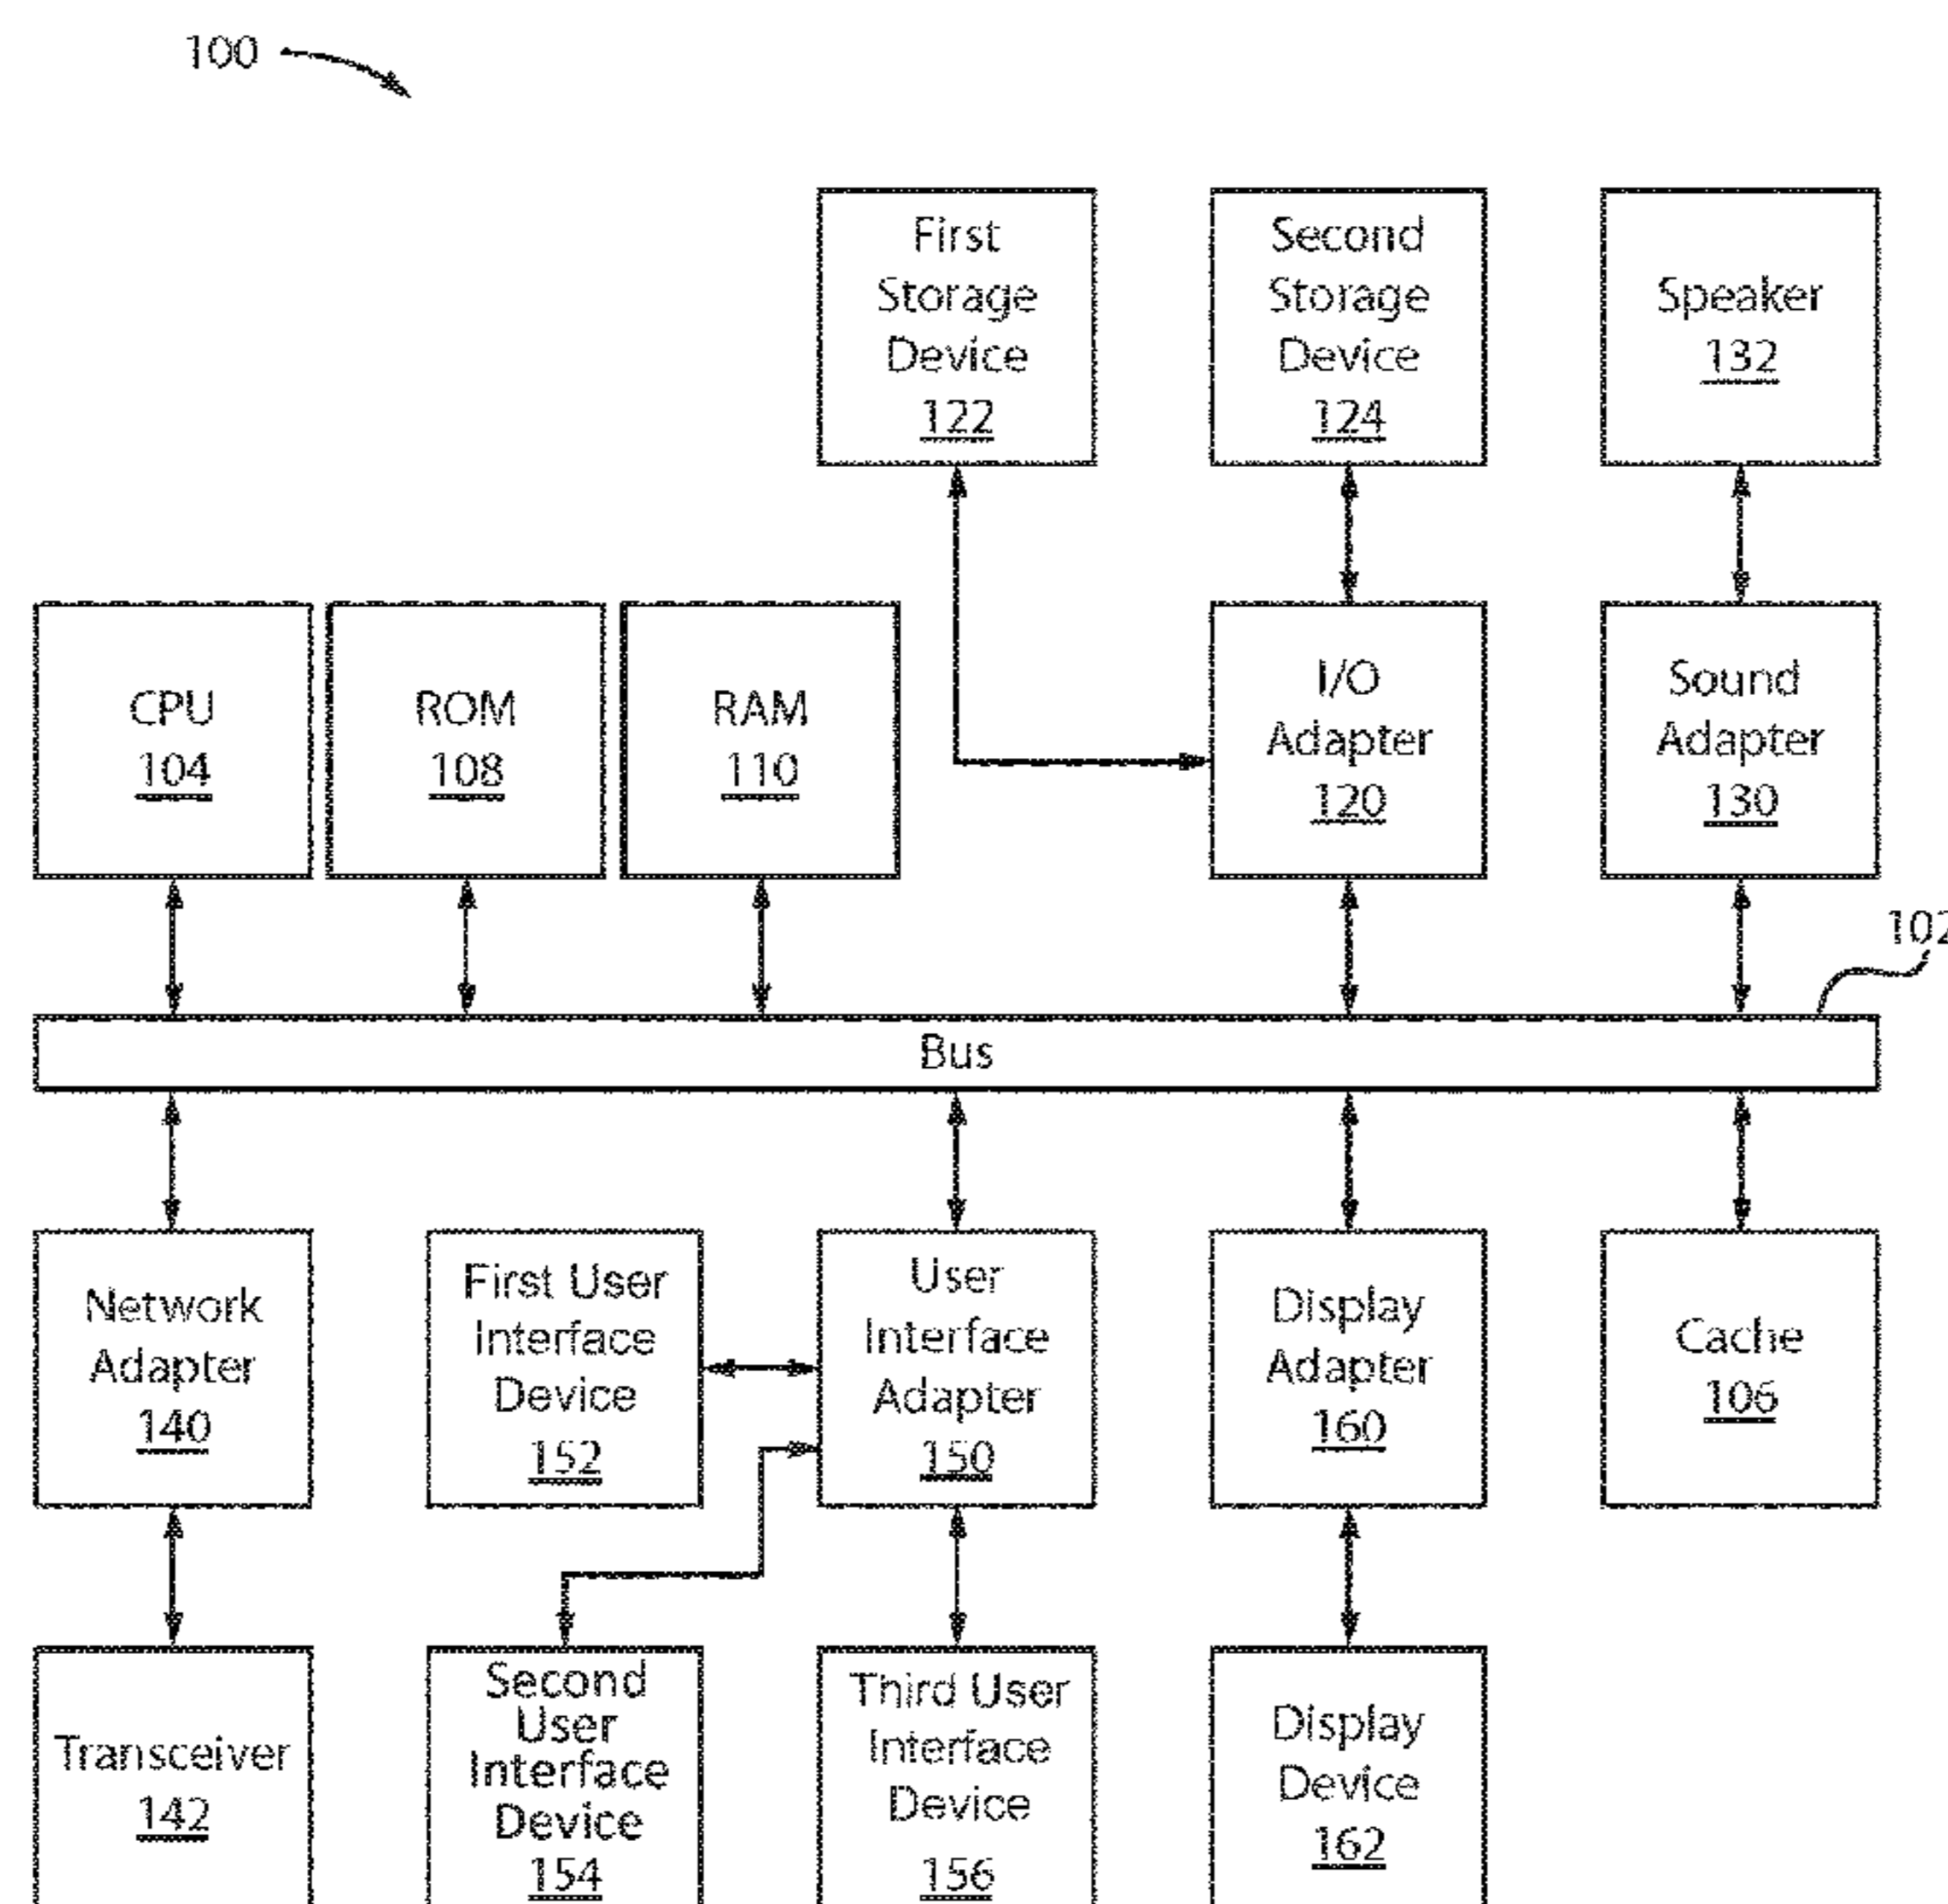 100
First
Storage
Device
122
Second
Storage
Device
124
Speaker
132
CPU
104
ROM
108
RAM
110
I/O
Adapter
120
Sound
Adapter
130
102
Bus
Network
Adapter
140
First User
Interface
Device
152
User
Interface
Adapter
150
Display
Adapter
160
Cache
106
Transceiver
142
Second
User
Interface
Device
154
Third User
Interface
Device
156
Display
Device
162